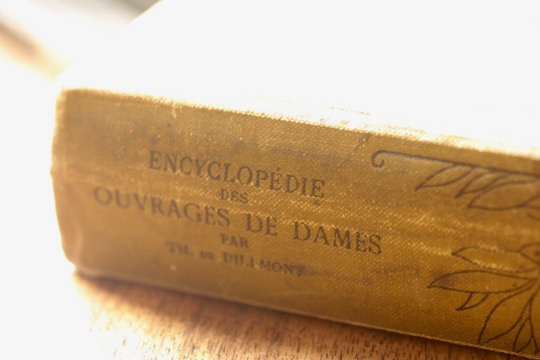 ENCYCLOPÉDIE
DES
OUVRAGES DE DAMES
PAR
TH. DE DILLMONT